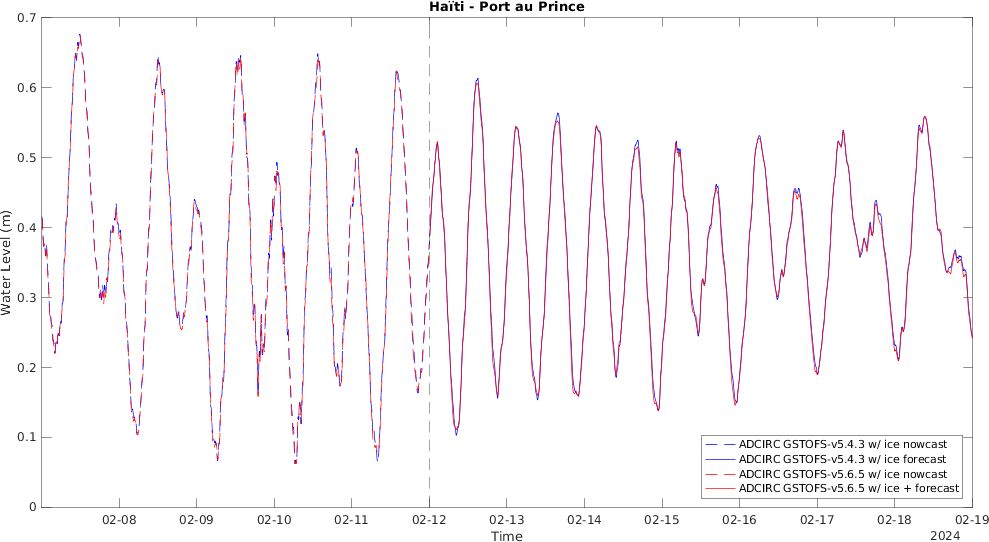 Haïti - Port au Prince
Water Level (m)
0.7
0.6
0.5
0.4
0.3
0.2
0.1
0
ADCIRC GSTOFS-v5.4.3 w/ ice nowcast
ADCIRC GSTOFS-v5.4.3 w/ ice forecast
ADCIRC GSTOFS-v5.6.5 w/ ice nowcast
ADCIRC GSTOFS-v5.6.5 w/ ice + forecast
02-08 02-09 02-10 02-11 02-12 02-13 02-14 02-15 02-16 02-17 02-18 02-19
Time
2024